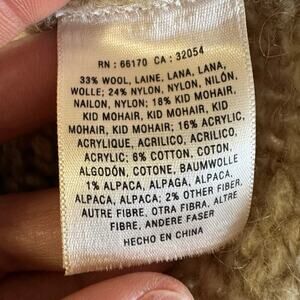 RN : 66170 CA : 32054
33% WOOL, LAINE, LANA, LANA,
WOLLE; 24% NYLON, NYLON, NILÓN,
NAILON, NYLON; 18% KID MOHAIR,
KID MOHAIR, KID MOHAIR, KID
MOHAIR, KID MOHAIR; 16% ACRYLIC,
ACRYLIQUE, ACRILICO, ACRILICO,
ACRYLIC; 6% COTTON, COTON,
ALGODÓN, COTONE, BAUMWOLLE
1% ALPACA, ALPAGA, ALPACA,
ALPACA, ALPACA; 2% OTHER FIBER,
AUTRE FIBRE, OTRA FIBRA, ALTRE
FIBRE, ANDERE FASER
HECHO EN CHINA